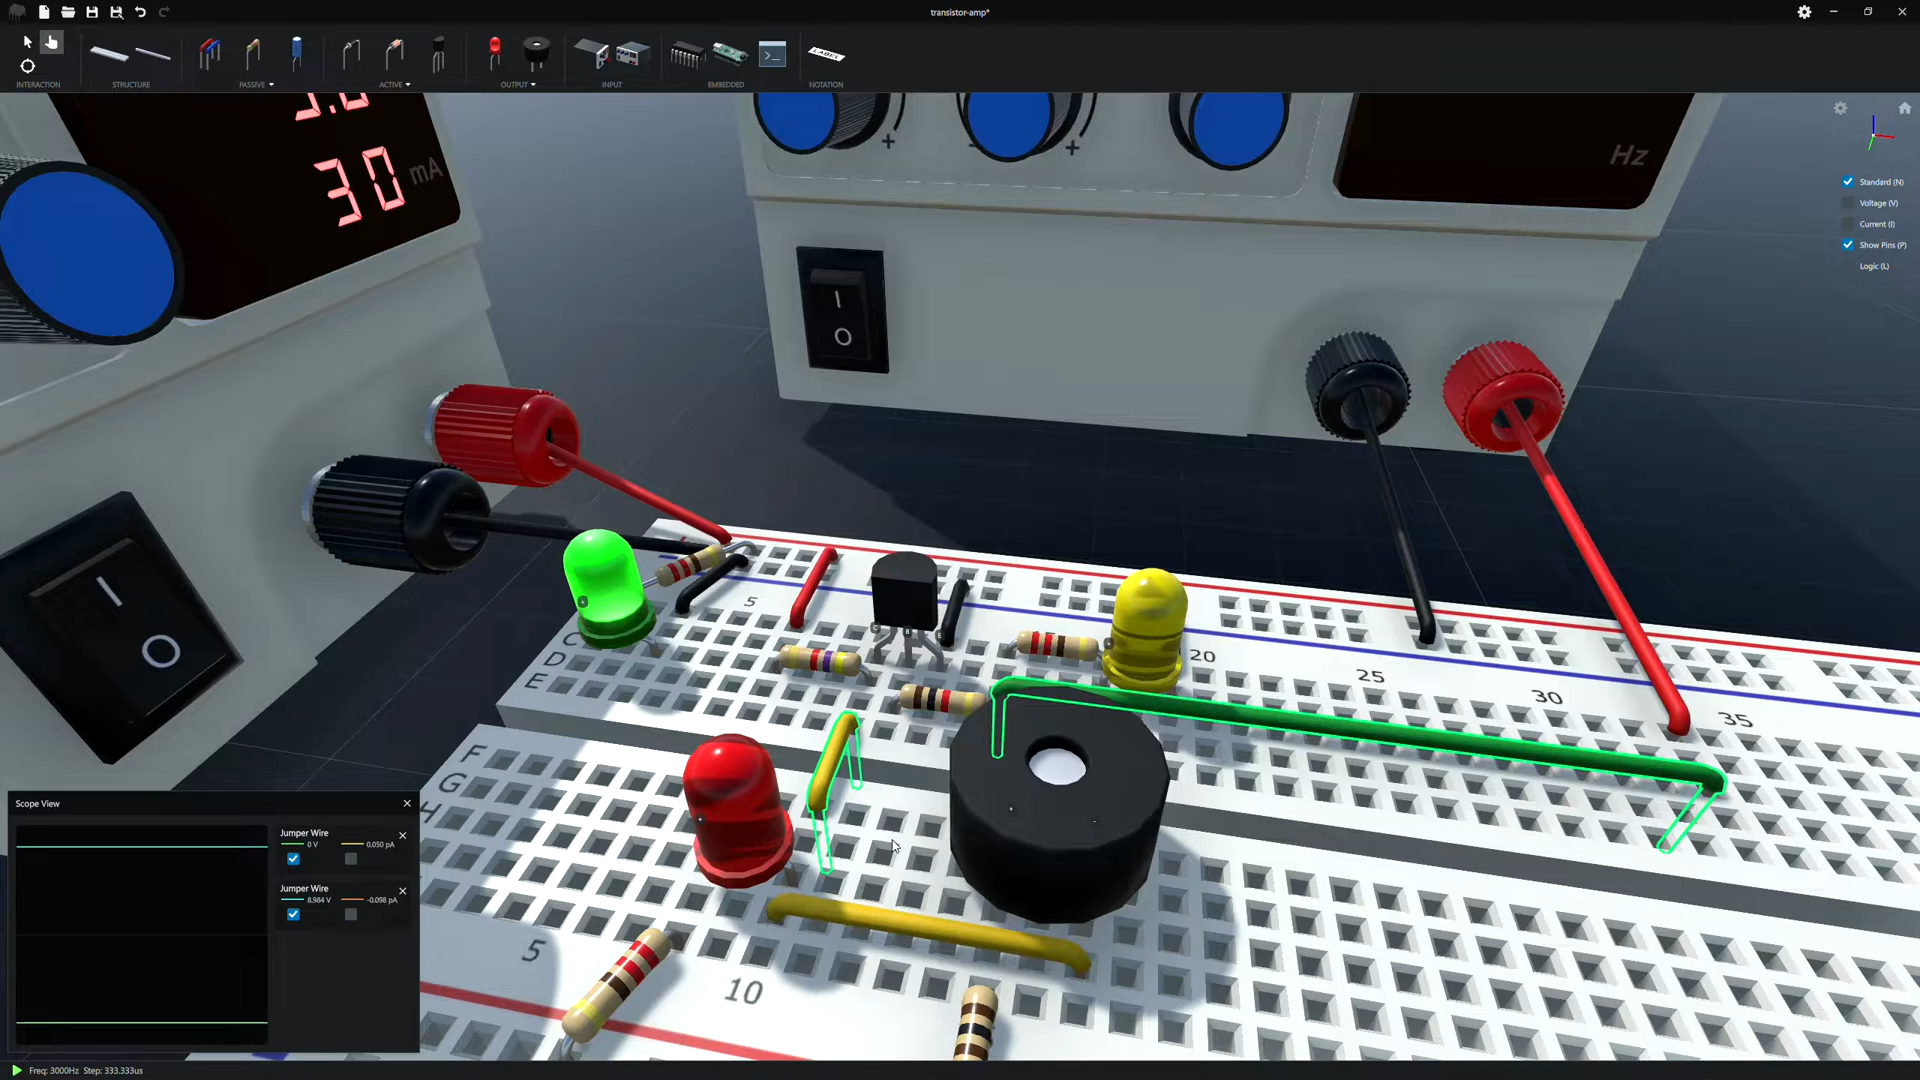 transistor-amp*
LABEL
INTERACTION
STRUCTURE
PASSIVE
ACTIVE
OUTPUT
INPUT
EMBEDDED
NOTATION
30 mA
+
+
Hz
Standard (N)
Voltage (V)
Current (I)
Show Pins (P)
Logic (L)
I
O
I
O
5
20
25
30
35
C
D
E
F
G
H
5
10
C
B
E
Scope View
Jumper Wire
0 V
0.050 pA
Jumper Wire
8.984 V
-0.098 pA
Freq: 3000Hz Step: 333.333us